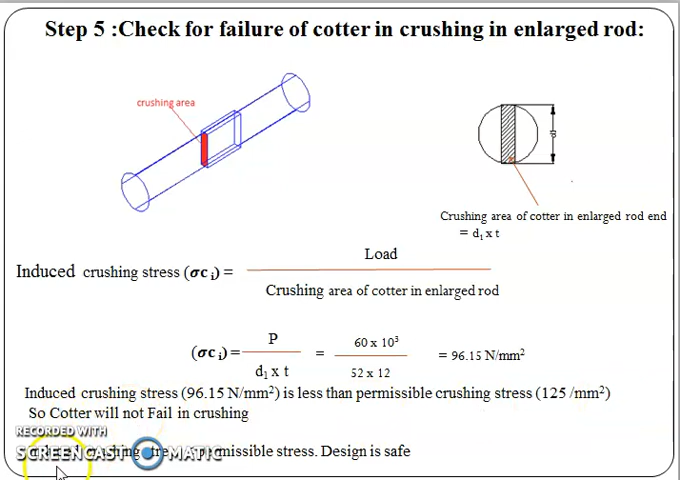 Step 5 :Check for failure of cotter in crushing in enlarged rod:
crushing area
Crushing area of cotter in enlarged rod end
= d₁ x t
Load
Induced crushing stress (σc ᵢ) =
Crushing area of cotter in enlarged rod
P
60 x 10³
(σc ᵢ) =
=
= 96.15 N/mm²
d₁ x t
52 x 12
Induced crushing stress (96.15 N/mm²) is less than permissible crushing stress (125 /mm²)
So Cotter will not Fail in crushing
RECORDED WITH
SCREENCAST MATIC
permissible stress. Design is safe